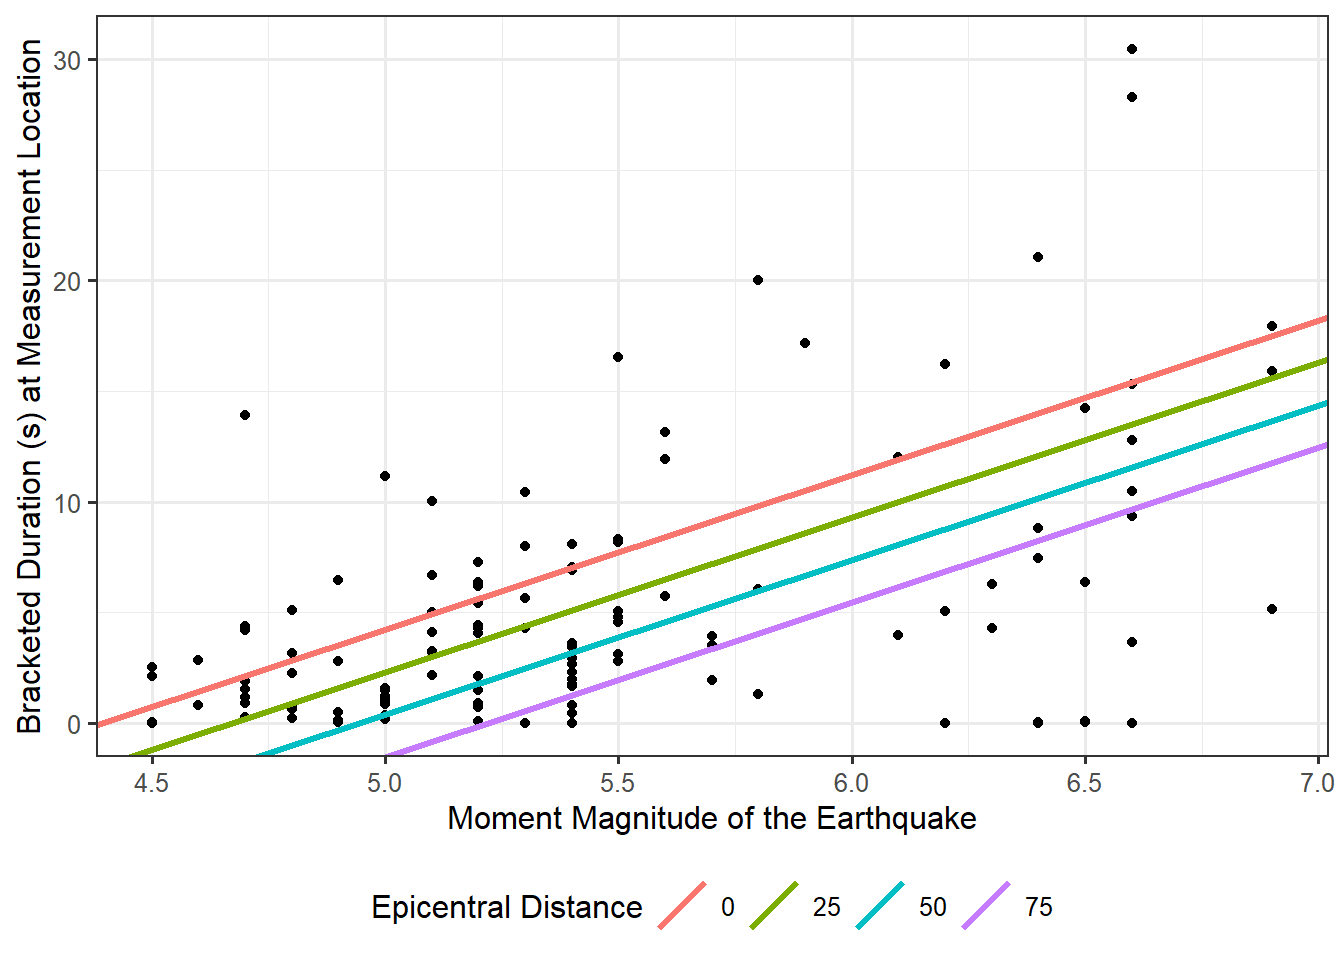 Bracketed Duration (s) at Measurement Location
30
20
10
0
4.5 5.0 5.5 6.0 6.5 7.0
Moment Magnitude of the Earthquake
Epicentral Distance 0 25 50 75